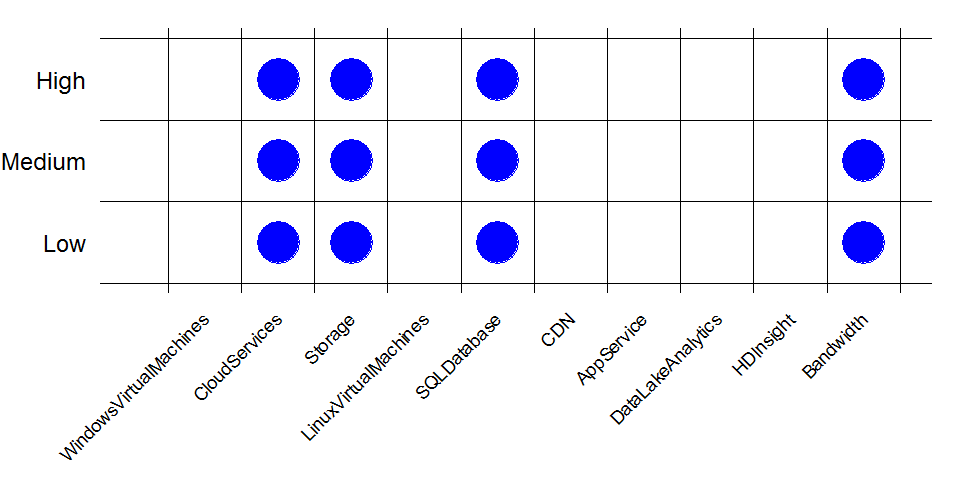 High
Medium
Low
WindowsVirtualMachines
CloudServices
Storage
LinuxVirtualMachines
SQLDatabase
CDN
AppService
DataLakeAnalytics
HDInsight
Bandwidth